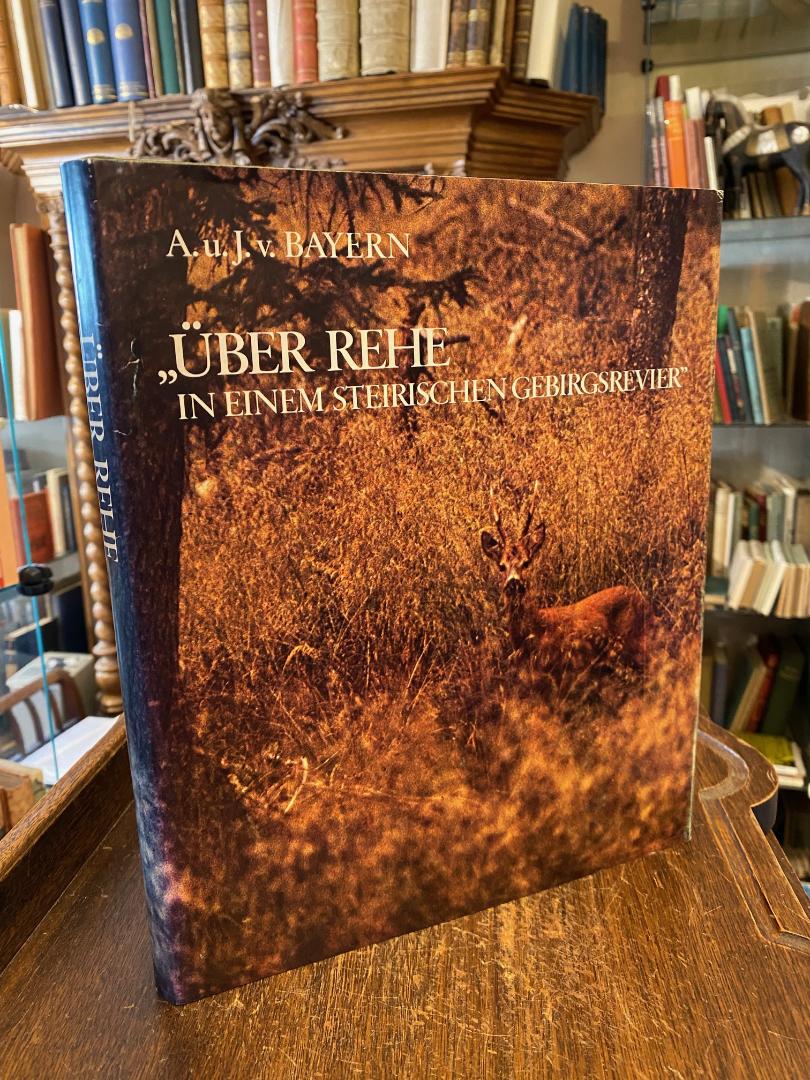 A. u. J. v. BAYERN
„ÜBER REHE
IN EINEM STEIRISCHEN GEBIRGSREVIER”
ÜBER REHE